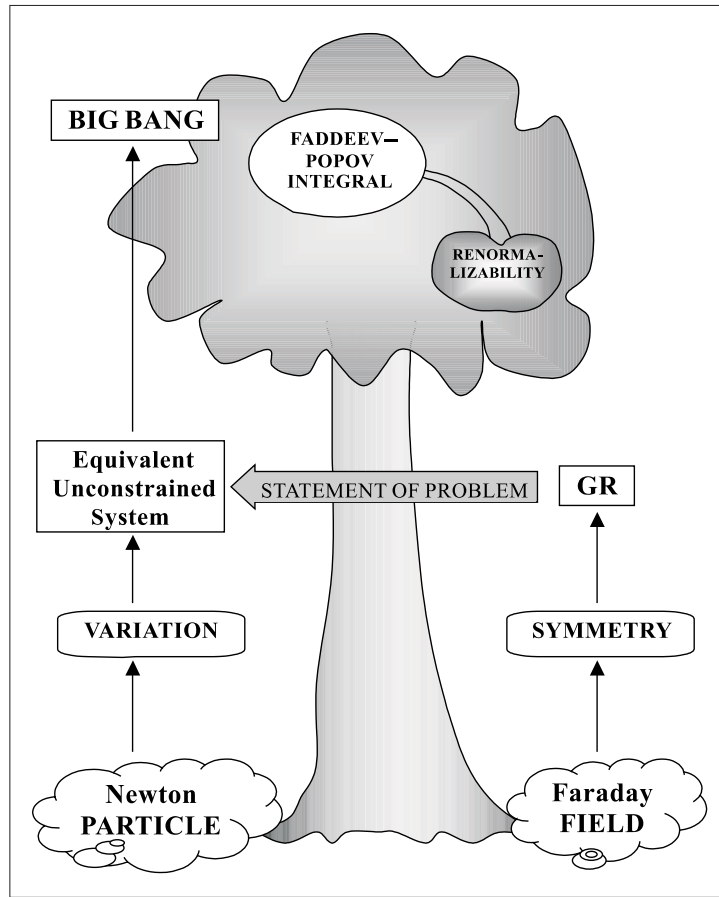 BIG BANG
FADDEEV–
POPOV
INTEGRAL
RENORMA-
LIZABILITY
Equivalent
Unconstrained
System
STATEMENT OF PROBLEM
GR
VARIATION
SYMMETRY
Newton
PARTICLE
Faraday
FIELD